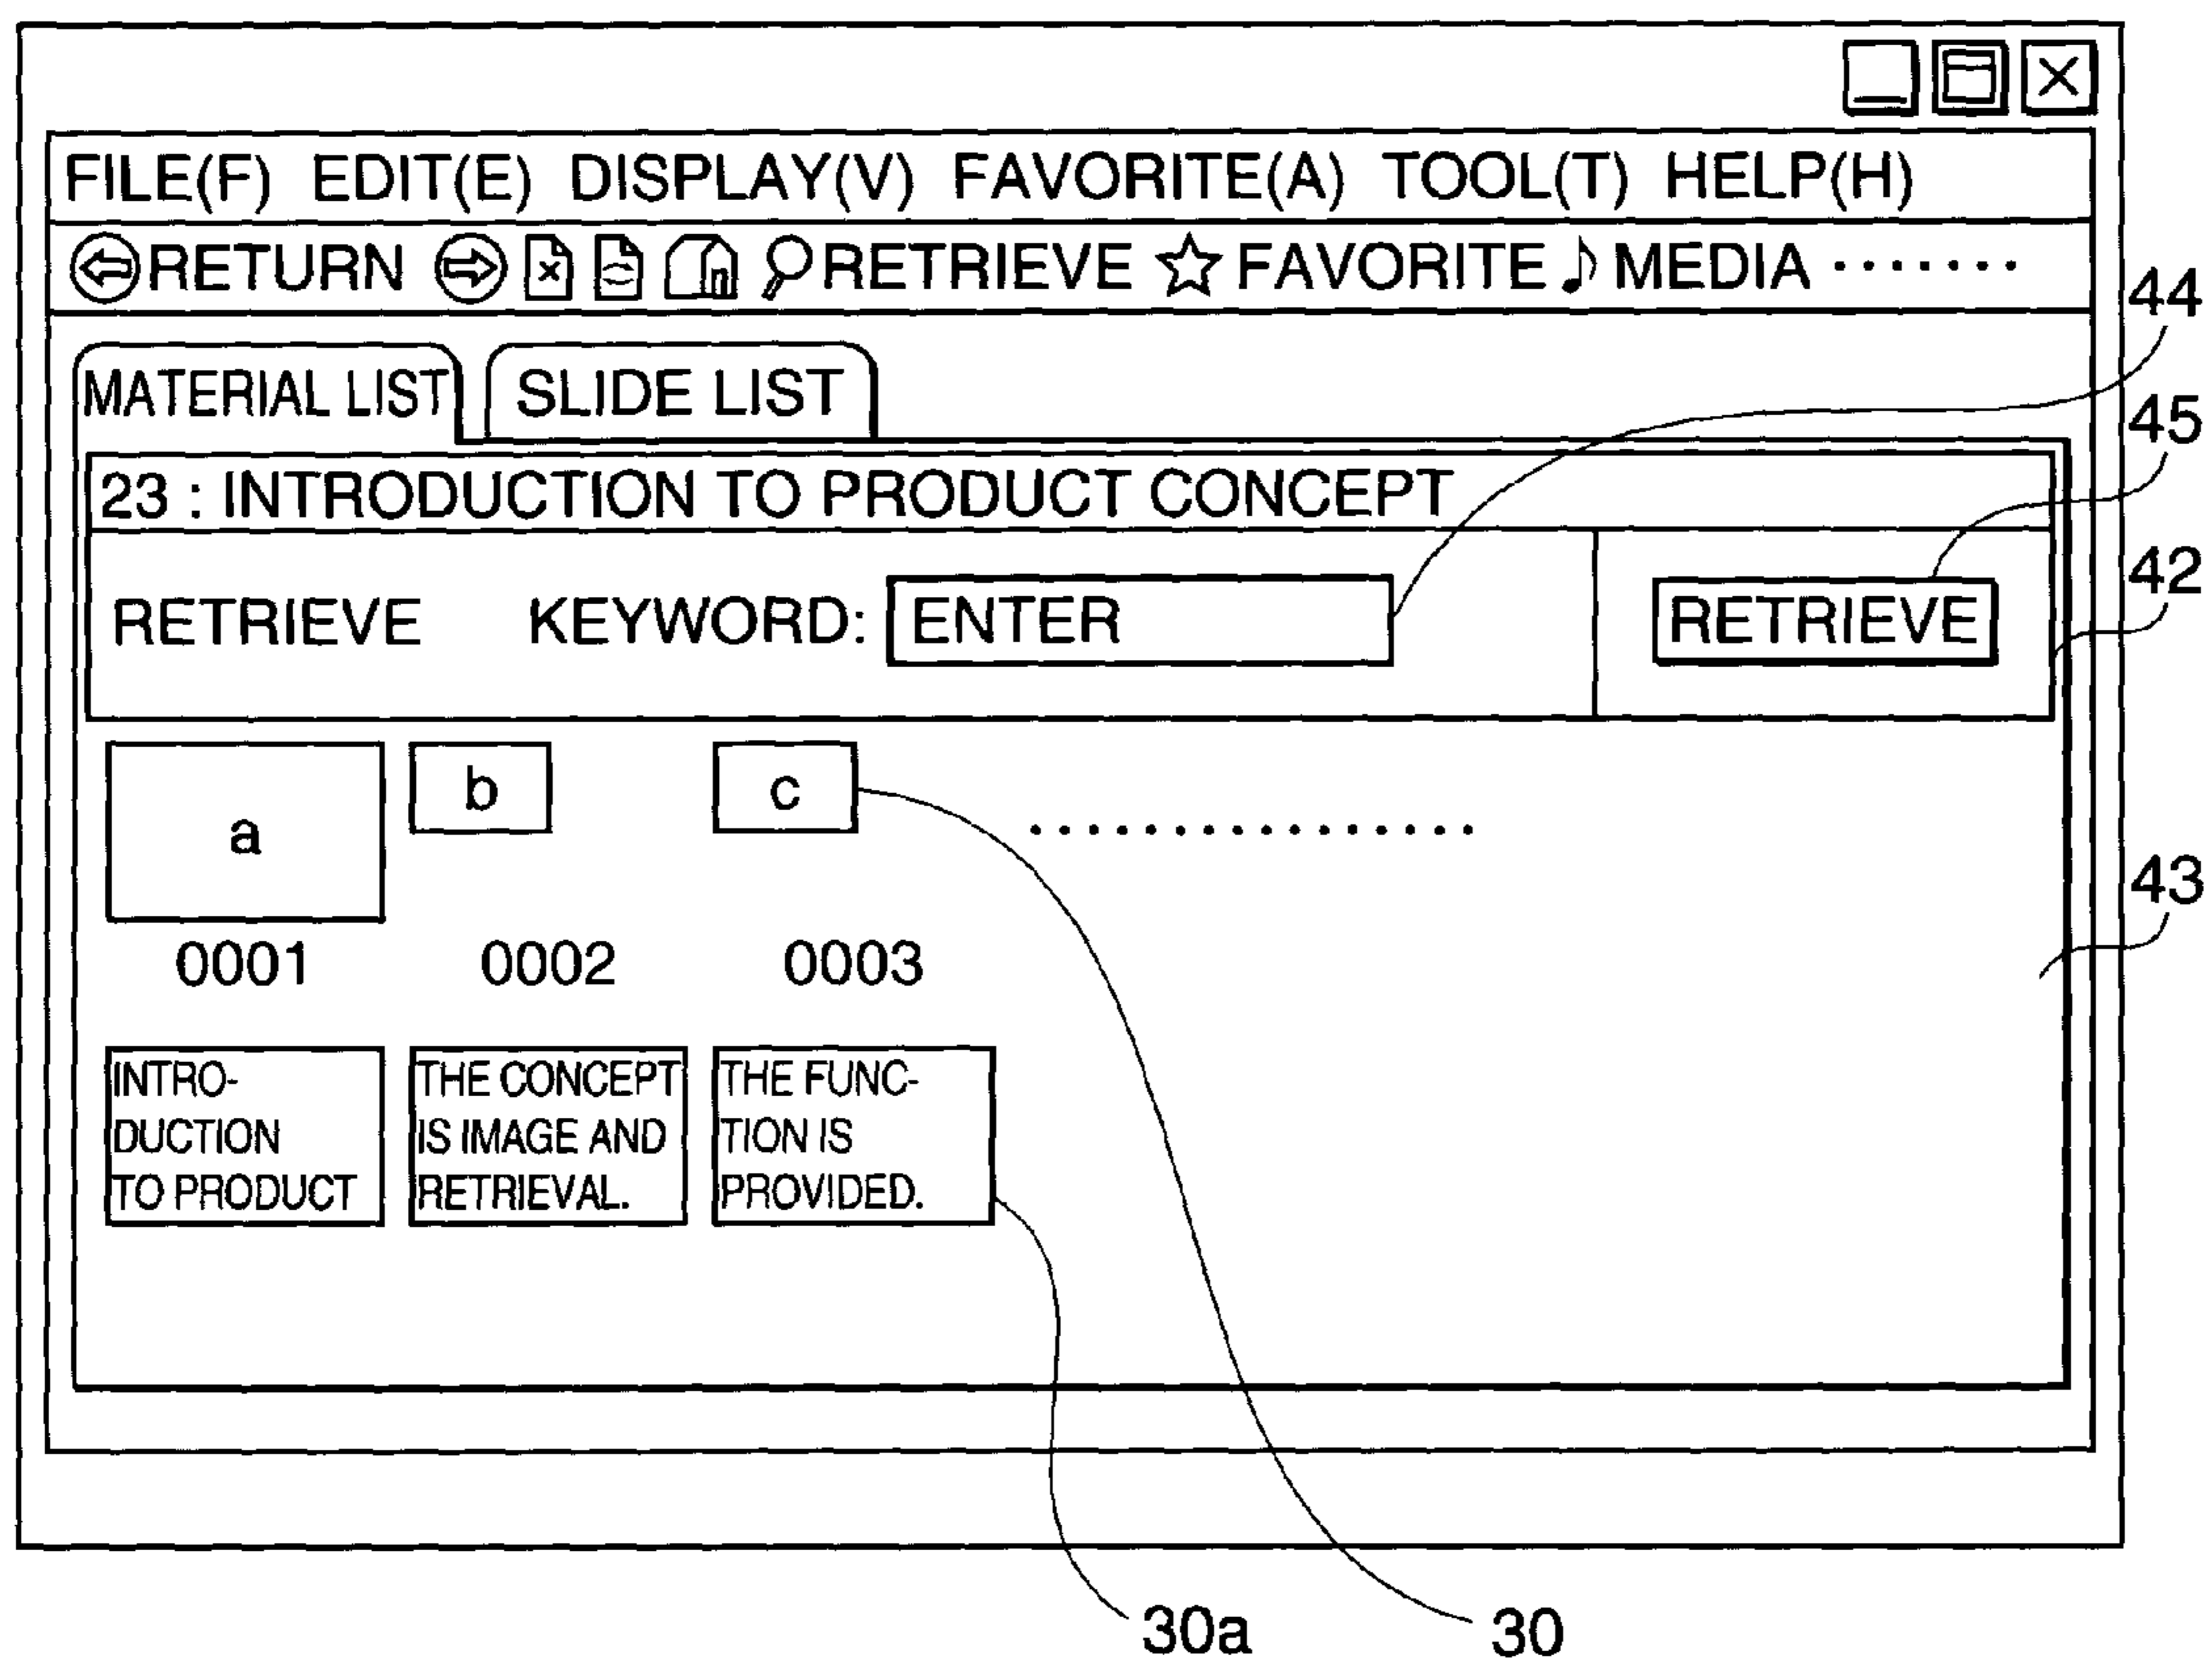 FILE(F) EDIT(E) DISPLAY(V) FAVORITE(A) TOOL(T) HELP(H)
RETURN RETRIEVE FAVORITE MEDIA ·······
44
MATERIAL LIST SLIDE LIST
45
23 : INTRODUCTION TO PRODUCT CONCEPT
42
RETRIEVE KEYWORD: ENTER RETRIEVE
a b c ················
43
0001 0002 0003
INTRO-
DUCTION
TO PRODUCT
THE CONCEPT
IS IMAGE AND
RETRIEVAL.
THE FUNC-
TION IS
PROVIDED.
30a 30